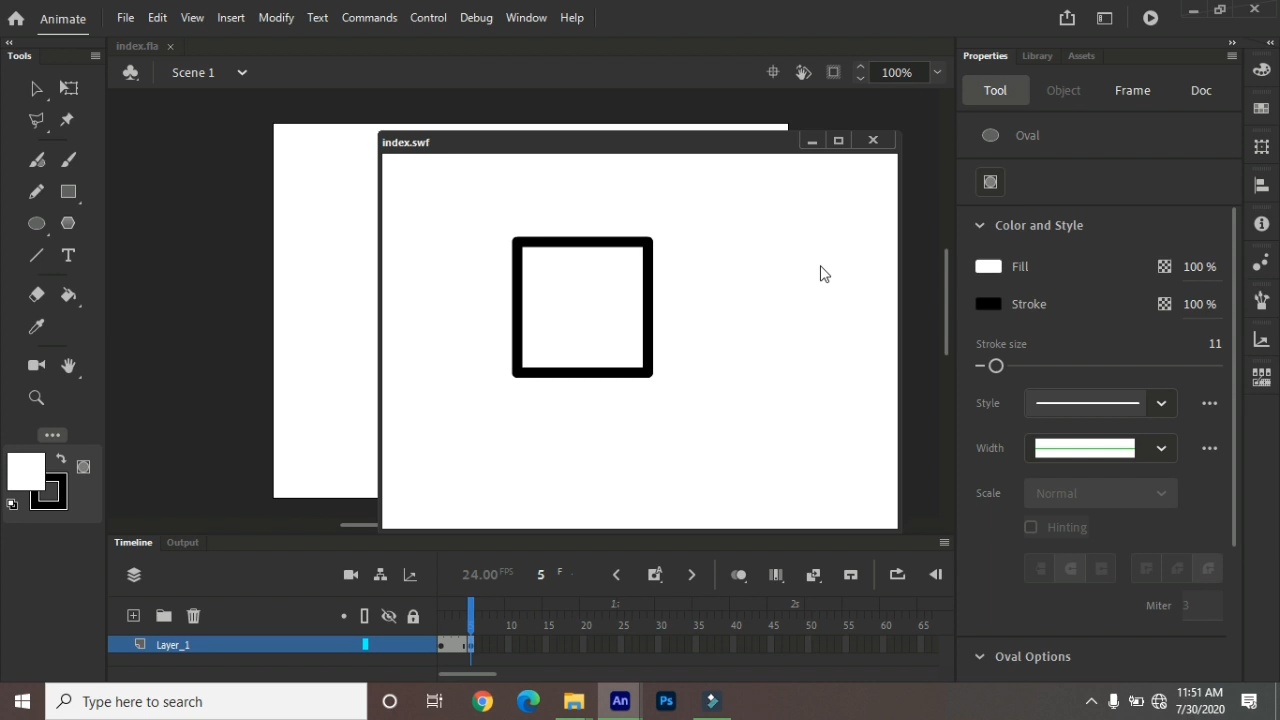 Animate File Edit View Insert Modify Text Commands Control Debug Window Help
index.fla
Tools
Properties Library Assets
Scene 1
100%
Tool Object Frame Doc
Oval
index.swf
Color and Style
Fill 100 %
Stroke 100 %
Stroke size 11
Style
Width
Scale Normal
Hinting
Miter 3
Oval Options
Timeline Output
24.00 FPS 5 F
1s 2s
10 15 20 25 30 35 40 45 50 55 60 65
Layer_1
Type here to search
An
Ps
11:51 AM
7/30/2020